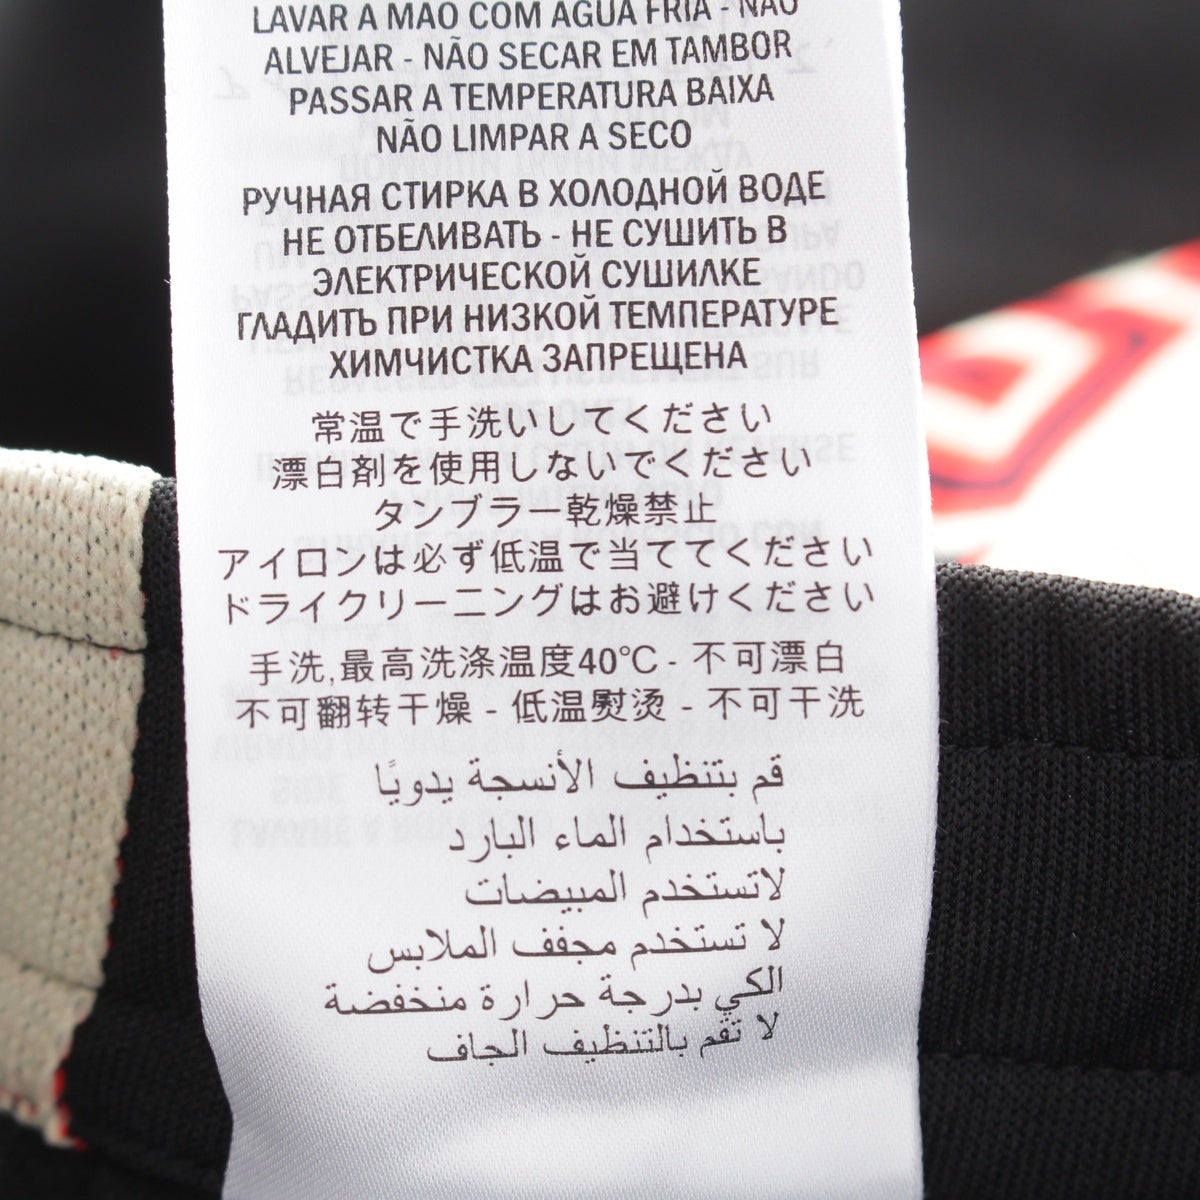 LAVAR A MÃO COM ÁGUA FRIA - NÃO
ALVEJAR - NÃO SECAR EM TAMBOR
PASSAR A TEMPERATURA BAIXA
NÃO LIMPAR A SECO
РУЧНАЯ СТИРКА В ХОЛОДНОЙ ВОДЕ
НЕ ОТБЕЛИВАТЬ - НЕ СУШИТЬ В
ЭЛЕКТРИЧЕСКОЙ СУШИЛКЕ
ГЛАДИТЬ ПРИ НИЗКОЙ ТЕМПЕРАТУРЕ
ХИМЧИСТКА ЗАПРЕЩЕНА
常温で手洗いしてください
漂白剤を使用しないでください
タンブラー乾燥禁止
アイロンは必ず低温で当ててください
ドライクリーニングはお避けください
手洗,最高洗涤温度40℃ - 不可漂白
不可翻转干燥 - 低温熨烫 - 不可干洗
قم بتنظيف الأنسجة يدويًا
باستخدام الماء البارد
لاتستخدم المبيضات
لا تستخدم مجفف الملابس
الكي بدرجة حرارة منخفضة
لا تقم بالتنظيف الجاف